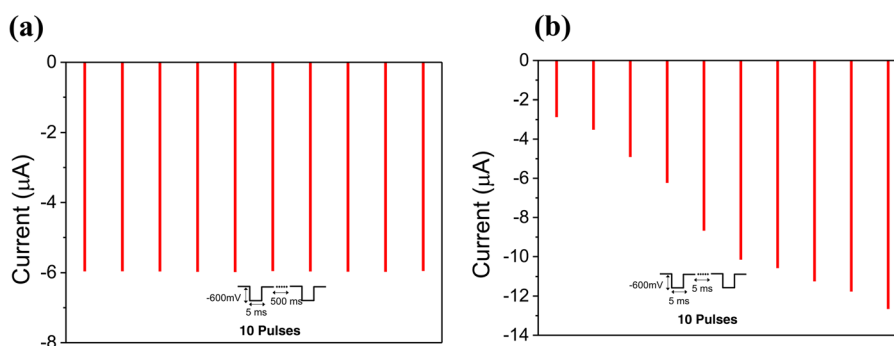 (a)
0
-2
-4
-6
-8
Current (μA)
-600mV
500 ms
5 ms
10 Pulses
(b)
0
-2
-4
-6
-8
-10
-12
-14
Current (μA)
-600mV
5 ms
5 ms
10 Pulses